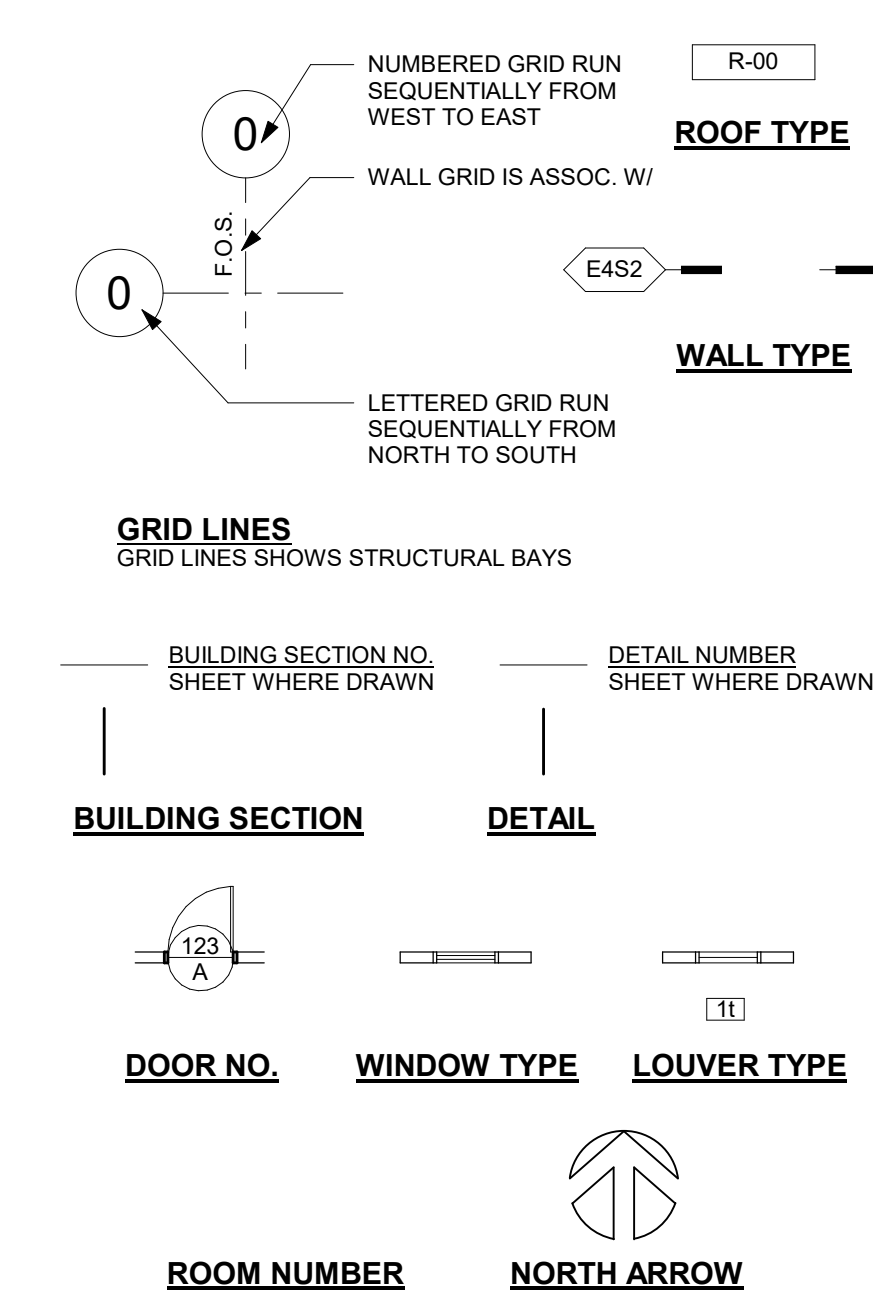 0
NUMBERED GRID RUN
SEQUENTIALLY FROM
WEST TO EAST
WALL GRID IS ASSOC. W/
F.O.S.
0
LETTERED GRID RUN
SEQUENTIALLY FROM
NORTH TO SOUTH
GRID LINES
GRID LINES SHOWS STRUCTURAL BAYS
R-00
ROOF TYPE
E4S2
WALL TYPE
BUILDING SECTION NO.
SHEET WHERE DRAWN
BUILDING SECTION
DETAIL NUMBER
SHEET WHERE DRAWN
DETAIL
123
A
DOOR NO.
WINDOW TYPE
1t
LOUVER TYPE
ROOM NUMBER
NORTH ARROW